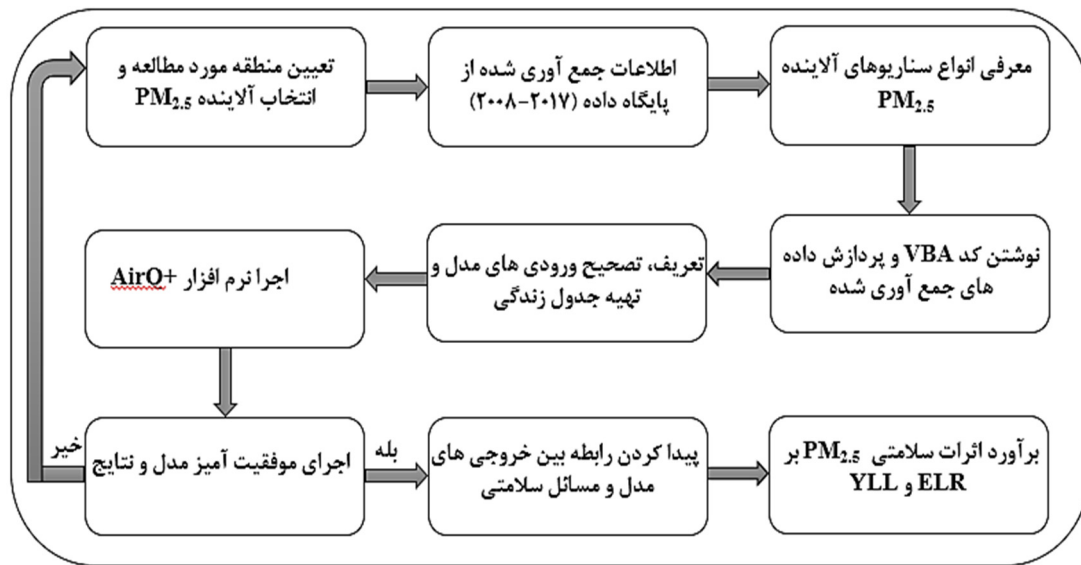 تعیین منطقه مورد مطالعه و
انتخاب آلاینده PM2.5
اطلاعات جمع آوری شده از
پایگاه داده (۲۰۱۷-۲۰۰۸)
معرفی انواع سناریوهای آلاینده
PM2.5
نوشتن کد VBA و پردازش داده
های جمع آوری شده
تعریف، تصحیح ورودی های مدل و
تهیه جدول زندگی
اجرا نرم افزار +AirQ
اجرای موفقیت آمیز مدل و نتایج
خیر
بله
پیدا کردن رابطه بین خروجی های
مدل و مسائل سلامتی
برآورد اثرات سلامتی PM2.5 بر
ELR و YLL